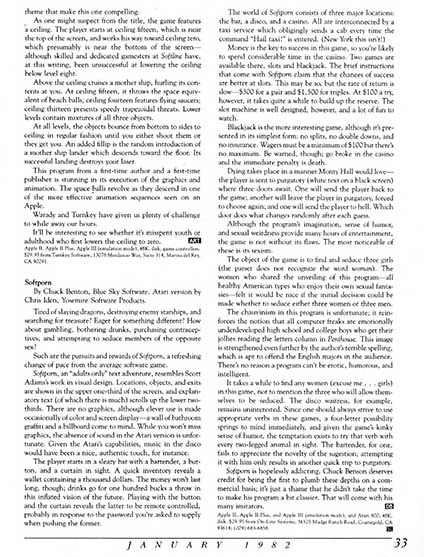 theme that make this one compelling.
As one might suspect from the title, the game features
a ceiling. The player starts at ceiling fifteen, which is near
the top of the screen, and works his way toward ceiling zero,
which presumably is near the bottom of the screen—
although skilled and dedicated gamesters at Softline have,
at this writing, been unsuccessful at lowering the ceiling
below level eight.
Above the ceiling cruises a mother ship, hurling its con-
tents at you. At ceiling fifteen, it throws the space equiv-
alent of beach balls; ceiling fourteen features flying saucers;
ceiling thirteen presents speedy trapezoidal threats. Lower
levels contain mixtures of all three objects.
At all levels, the objects bounce from bottom to sides to
ceiling in regular fashion until you either shoot them or
they get you. An added fillip is the random introduction of
a mother ship lander which descends toward the floor. Its
successful landing destroys your laser.
This program from a first-time author and a first-time
publisher is stunning in its execution of the graphics and
animation. The space balls revolve as they descend in one
of the more effective animation sequences seen on an
Apple.
Warady and Turnkey have given us plenty of challenge
to while away our hours.
It'll be interesting to see whether it's misspent youth or
adulthood who first lowers the ceiling to zero. ART
Apple II, Apple II Plus, Apple III (emulation mode), 48K, disk, game controllers.
$29.95 from Turnkey Software, 13078 Mindanao Way, Suite 314, Marina del Rey,
CA 90291.
Softporn
By Chuck Benton, Blue Sky Software. Atari version by
Chris Iden, Yosemite Software Products.
Tired of slaying dragons, destroying enemy starships, and
searching for treasure? Eager for something different? How
about gambling, bothering drunks, purchasing contracep-
tives, and attempting to seduce members of the opposite
sex?
Such are the pursuits and rewards of Softporn, a refreshing
change of pace from the average software game.
Softporn, an "adults only" text adventure, resembles Scott
Adams's work in visual design. Locations, objects, and exits
are shown in the upper one-third of the screen, and explan-
atory text (of which there is much) scrolls up the lower two-
thirds. There are no graphics, although clever use is made
occasionally of color and screen display—a wall of bathroom
graffiti and a billboard come to mind. While you won't miss
graphics, the absence of sound in the Atari version is unfor-
tunate. Given the Atari's capabilities, music in the disco
would have been a nice, authentic touch, for instance.
The player starts in a sleazy bar with a bartender, a but-
ton, and a curtain in sight. A quick inventory reveals a
wallet containing a thousand dollars. The money won't last
long, though; drinks go for one hundred bucks a throw in
this inflated vision of the future. Playing with the button
and the curtain reveals the latter to be remote controlled,
probably in response to the password you're asked to supply
when pushing the former.
The world of Softporn consists of three major locations:
the bar, a disco, and a casino. All are interconnected by a
taxi service which obligingly sends a cab every time the
command "Hail taxi!" is entered. (New York this isn't!)
Money is the key to success in this game, so you're likely
to spend considerable time in the casino. Two games are
available there, slots and blackjack. The brief instructions
that come with Softporn claim that the chances of success
are better at slots. This may be so, but the rate of return is
slow—$300 for a pair and $1,500 for triples. At $100 a try,
however, it takes quite a while to build up the reserve. The
slot machine is well designed, however, and a lot of fun to
watch.
Blackjack is the more interesting game, although it's pre-
sented in its simplest form: no splits, no double downs, and
no insurance. Wagers must be a minimum of $100 but there's
no maximum. Be warned, though; go broke in the casino
and the immediate penalty is death.
Dying takes place in a manner Monty Hall would love—
the player is sent to purgatory (white text on a black screen)
where three doors await. One will send the player back to
the game; another will leave the player in purgatory, forced
to choose again; and one will send the player to hell. Which
door does what changes randomly after each guess.
Although the program's imagination, sense of humor,
and sexual weirdness provide many hours of entertainment,
the game is not without its flaws. The most noticeable of
these is its sexism.
The object of the game is to find and seduce three girls
(the parser does not recognize the word woman). The
women who shared the unveiling of this program—all
healthy American types who enjoy their own sexual fanta-
sies—felt it would be nice if the initial decision could be
made whether to seduce either three women or three men.
The chauvinism in this program is unfortunate; it rein-
forces the notion that all computer freaks are emotionally
underdeveloped high school and college boys who get their
jollies reading the letters column in Penthouse. This image
is strengthened even further by the author's terrible spelling,
which is apt to offend the English majors in the audience.
There's no reason a program can't be erotic, humorous, and
intelligent.
It takes a while to find any women (excuse me . . . girls)
in this game, not to mention the three who will allow them-
selves to be seduced. The disco waitress, for example,
remains uninterested. Since one should always strive to use
appropriate verbs in these games, a four-letter possibility
springs to mind immediately, and given the game's kinky
sense of humor, the temptation exists to try that verb with
every two-legged animal in sight. The bartender, for one,
fails to appreciate the novelty of the sugestion; attempting
it with him only results in another quick trip to purgatory.
Softporn is hopelessly addicting. Chuck Benton deserves
credit for being the first to plumb these depths on a com-
mercial basis; it's just a shame that he didn't take the time
to make his program a bit classier. That will come with his
many imitators.
Apple II, Apple II Plus, and Apple III (emulation mode); and Atari 800, 48K,
disk. $29.95 from On-Line Systems, 36575 Mudge Ranch Road, Coarsegold, CA
93614; (209) 683-6858.
JANUARY 1982 33